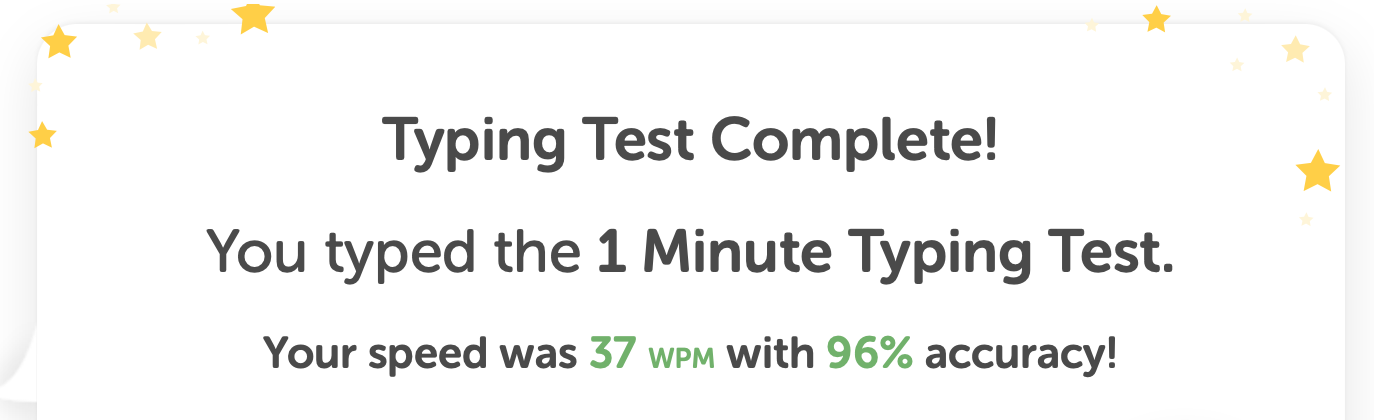 Typing Test Complete!
You typed the 1 Minute Typing Test.
Your speed was 37 WPM with 96% accuracy!